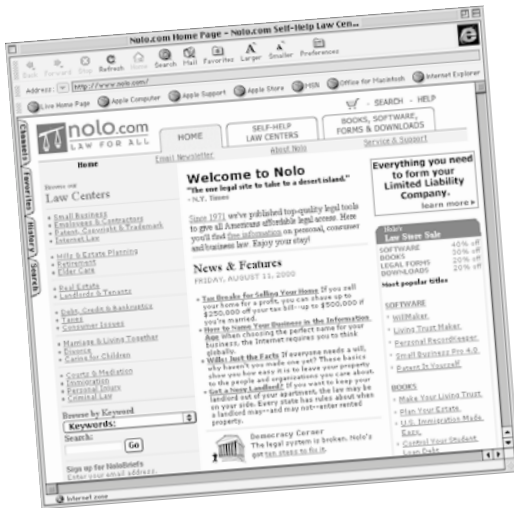 Nolo.com Home Page – Nolo.com Self-Help Law Cen...
Back Forward Stop Refresh Home Search Mail Favorites Larger Smaller Preferences
Address: http://www.nolo.com/
Live Home Page Apple Computer Apple Support Apple Store MSN Office for Macintosh Internet Explorer
Channels
Favorites
History
Search
nolo.com
LAW FOR ALL
SEARCH - HELP
HOME
SELF-HELP
LAW CENTERS
BOOKS, SOFTWARE,
FORMS & DOWNLOADS
Home
Email Newsletter
About Nolo
Service & Support
Browse our
Law Centers
Small Business
Employees & Contractors
Patent, Copyright & Trademark
Internet Law
Wills & Estate Planning
Retirement
Elder Care
Real Estate
Landlords & Tenants
Debt, Credit & Bankruptcy
Taxes
Consumer Issues
Marriage & Living Together
Divorce
Caring for Children
Courts & Mediation
Immigration
Personal Injury
Criminal Law
Browse by Keyword
Keywords:
Search:
Go
Sign up for NoloBriefs
Enter your email address.
Welcome to Nolo
"The one legal site to take to a desert island."
– N.Y. Times
Since 1971 we've published top-quality legal tools
to give all Americans affordable legal access. Here
you'll find free information on personal, consumer
and business law. Enjoy your stay!
News & Features
FRIDAY, AUGUST 11, 2000
Tax Breaks for Selling Your Home If you sell
your home for a profit, you can shave up to
$250,000 off your tax bill--up to $500,000 if
you're married.
How to Name Your Business in the Information
Age When choosing the perfect name for your
business, the Internet requires you to think
globally.
Wills: Just the Facts If everyone needs a will,
why haven't you made one yet? These basics
show you how easy it is to leave your property
to the people and organizations you care about.
Got a Nosy Landlord? If you want to keep your
landlord out of your apartment, the law may be
on your side. Every state has rules about when
a landlord may--and may not--enter rented
property.
Democracy Corner
The legal system is broken. Nolo's
got ten steps to fix it.
Everything you need
to form your
Limited Liability
Company.
learn more
Nolo's
Law Store Sale
SOFTWARE 40% off
BOOKS 30% off
LEGAL FORMS 20% off
DOWNLOADS 20% off
Most popular titles
SOFTWARE
WillMaker
Living Trust Maker
Personal RecordKeeper
Small Business Pro 4.0
Patent It Yourself
BOOKS
Make Your Living Trust
Plan Your Estate
U.S. Immigration Made
Easy
Control Your Student
Loan Debt
Internet zone